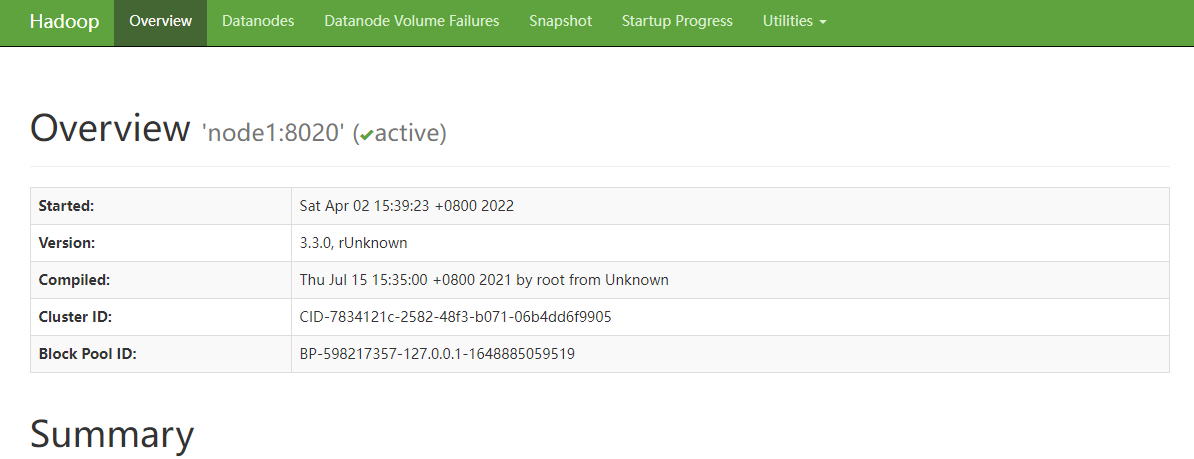 Hadoop Overview Datanodes Datanode Volume Failures Snapshot Startup Progress Utilities
Overview 'node1:8020' (✔active)
Started: Sat Apr 02 15:39:23 +0800 2022
Version: 3.3.0, rUnknown
Compiled: Thu Jul 15 15:35:00 +0800 2021 by root from Unknown
Cluster ID: CID-7834121c-2582-48f3-b071-06b4dd6f9905
Block Pool ID: BP-598217357-127.0.0.1-1648885059519
Summary